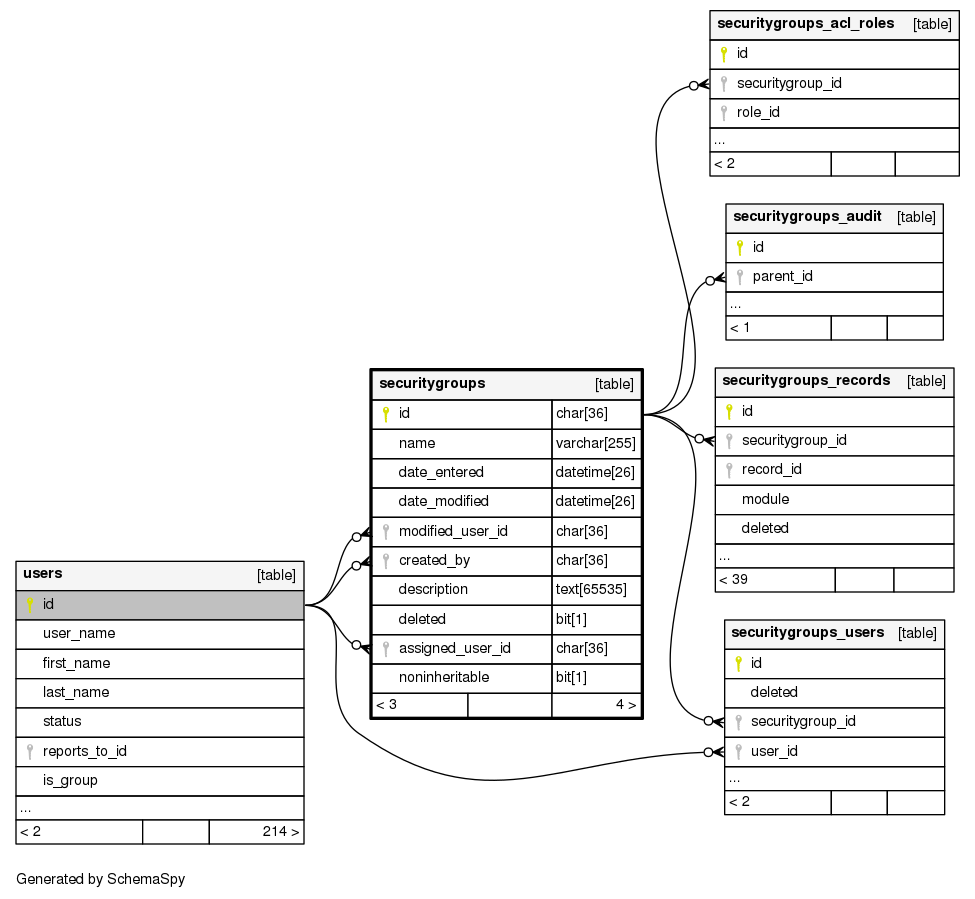 securitygroups_acl_roles [table]
id
securitygroup_id
role_id
...
< 2
securitygroups_audit [table]
id
parent_id
...
< 1
securitygroups_records [table]
id
securitygroup_id
record_id
module
deleted
...
< 39
securitygroups [table]
id char[36]
name varchar[255]
date_entered datetime[26]
date_modified datetime[26]
modified_user_id char[36]
created_by char[36]
description text[65535]
deleted bit[1]
assigned_user_id char[36]
noninheritable bit[1]
< 3 4 >
users [table]
id
user_name
first_name
last_name
status
reports_to_id
is_group
...
< 2 214 >
securitygroups_users [table]
id
deleted
securitygroup_id
user_id
...
< 2
Generated by SchemaSpy